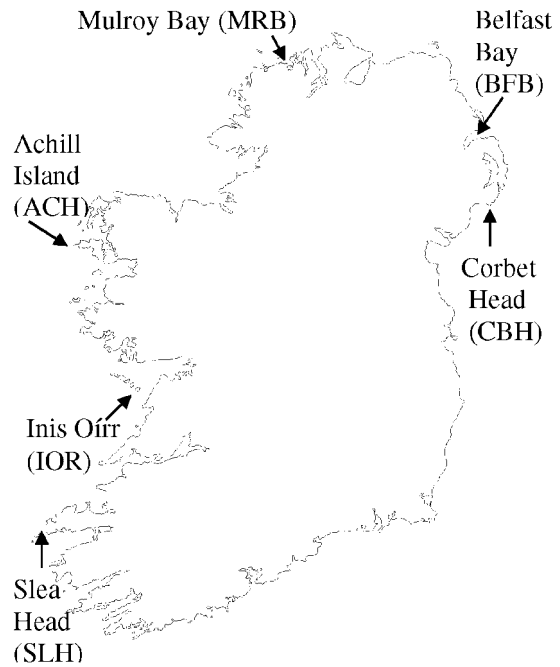 Mulroy Bay (MRB)
Belfast
Bay
(BFB)
Achill
Island
(ACH)
Corbet
Head
(CBH)
Inis Oírr
(IOR)
Slea
Head
(SLH)